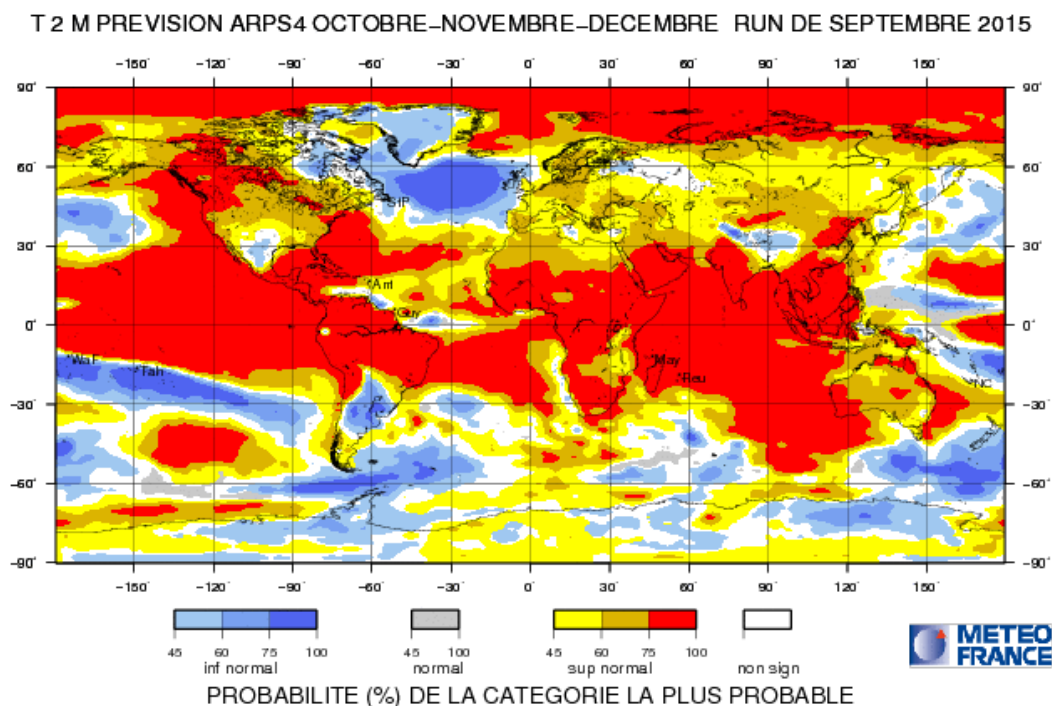 T 2 M PREVISION ARPS4 OCTOBRE–NOVEMBRE–DECEMBRE RUN DE SEPTEMBRE 2015
−150° −120° −90° −60° −30° 0° 30° 60° 90° 120° 150°
90° 90°
60° 60°
StP
30° 30°
Ant
Guy
0° 0°
WaF Tah May
Reu NC
−30° −30°
−60° −60°
−90° −90°
−150° −120° −90° −60° −30° 0° 30° 60° 90° 120° 150°
45 60 75 100 45 100 45 60 75 100
inf normal normal sup normal non sign
METEO
FRANCE
PROBABILITE (%) DE LA CATEGORIE LA PLUS PROBABLE